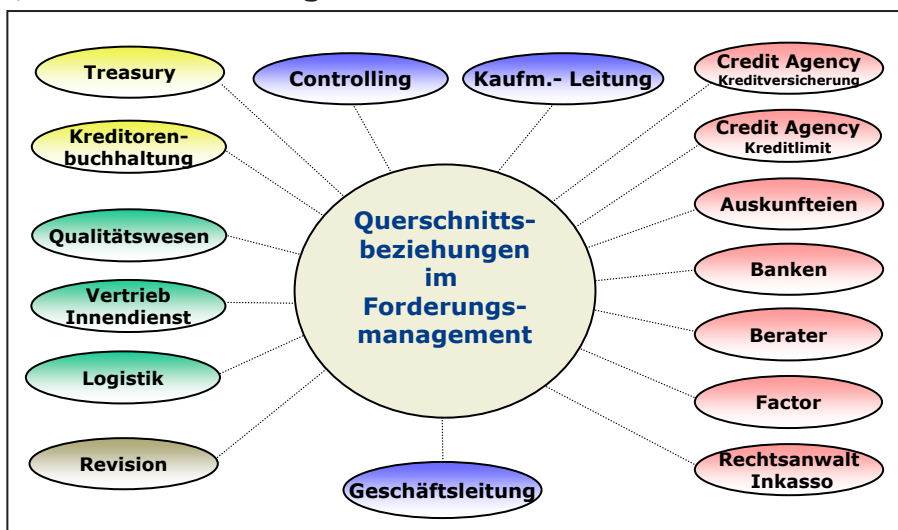 Treasury
Controlling
Kaufm.- Leitung
Credit Agency
Kreditversicherung
Kreditoren-
buchhaltung
Credit Agency
Kreditlimit
Qualitätswesen
Auskunfteien
Querschnitts-
beziehungen
im
Forderungs-
management
Vertrieb
Innendienst
Banken
Berater
Logistik
Factor
Revision
Geschäftsleitung
Rechtsanwalt
Inkasso